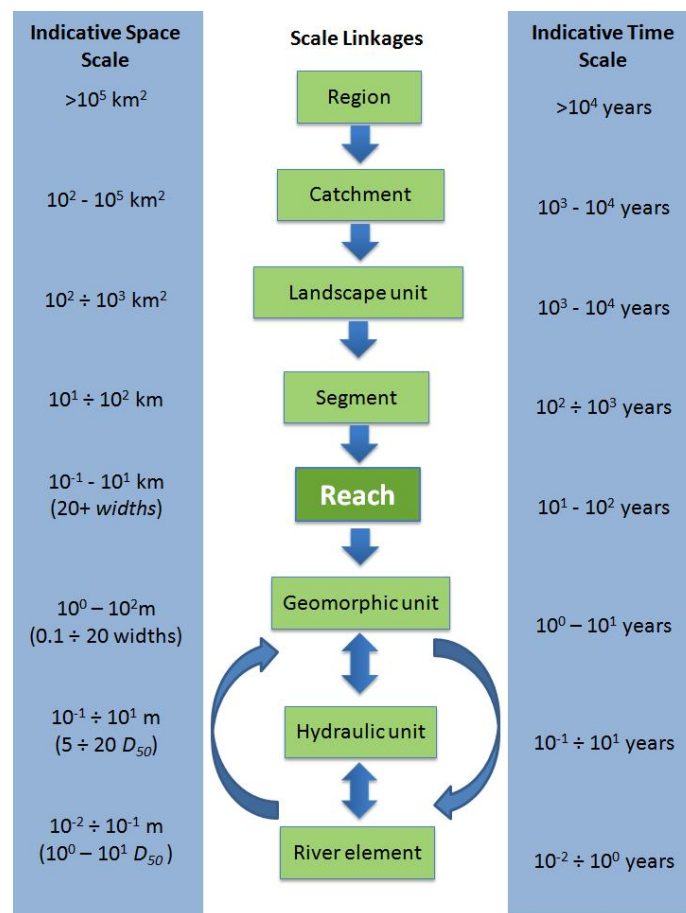 Indicative Space
Scale
Scale Linkages
Indicative Time
Scale
>10⁵ km²
Region
>10⁴ years
10² - 10⁵ km²
Catchment
10³ - 10⁴ years
10² ÷ 10³ km²
Landscape unit
10³ - 10⁴ years
10¹ ÷ 10² km
Segment
10² ÷ 10³ years
10⁻¹ - 10¹ km
(20+ widths)
Reach
10¹ - 10² years
10⁰ – 10²m
(0.1 ÷ 20 widths)
Geomorphic unit
10⁰ – 10¹ years
10⁻¹ ÷ 10¹ m
(5 ÷ 20 D₅₀)
Hydraulic unit
10⁻¹ ÷ 10¹ years
10⁻² ÷ 10⁻¹ m
(10⁰ – 10¹ D₅₀ )
River element
10⁻² ÷ 10⁰ years